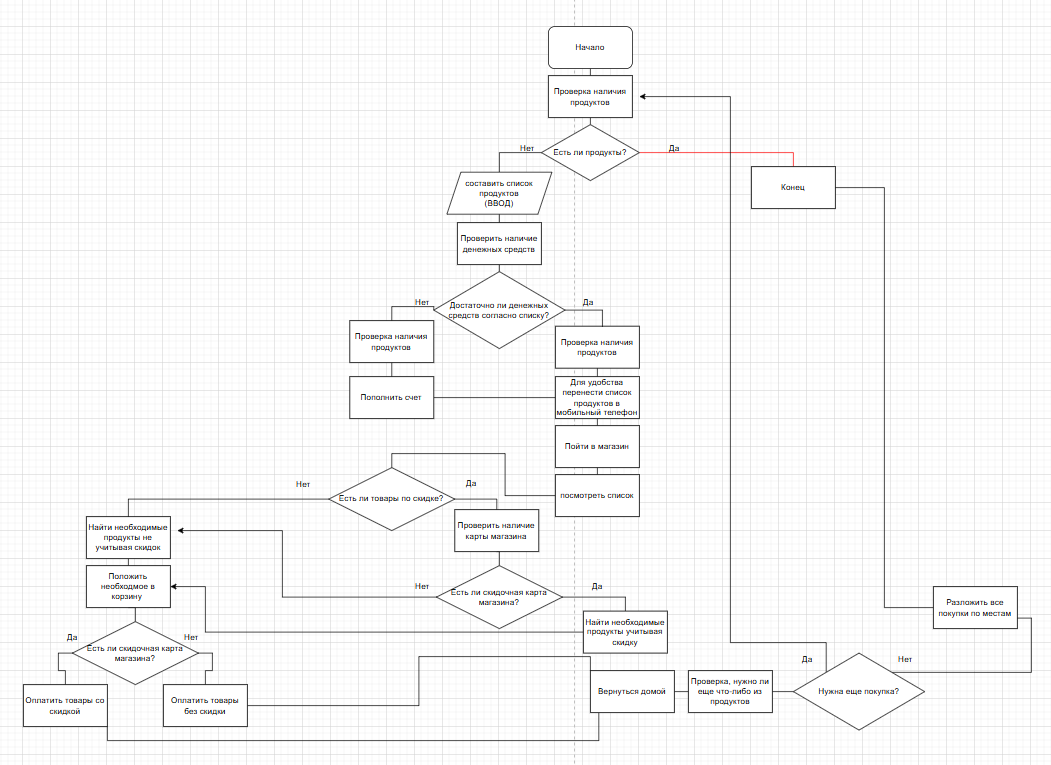 Начало
Проверка наличия
продуктов
Есть ли продукты?
Нет
Да
составить список
продуктов
(ВВОД)
Конец
Проверить наличие
денежных средств
Нет
Да
Достаточно ли денежных
средств согласно списку?
Проверка наличия
продуктов
Проверка наличия
продуктов
Пополнить счет
Для удобства
перенести список
продуктов в
мобильный телефон
Пойти в магазин
посмотреть список
Нет
Да
Есть ли товары по скидке?
Найти необходимые
продукты не
учитывая скидок
Проверить наличие
карты магазина
Положить
необходмое в
корзину
Нет
Да
Есть ли скидочная карта
магазина?
Найти необходимые
продукты учитывая
скидку
Разложить все
покупки по местам
Да
Нет
Есть ли скидочная карта
магазина?
Оплатить товары со
скидкой
Оплатить товары
без скидки
Вернуться домой
Проверка, нужно ли
еще что-либо из
продуктов
Да
Нет
Нужна еще покупка?